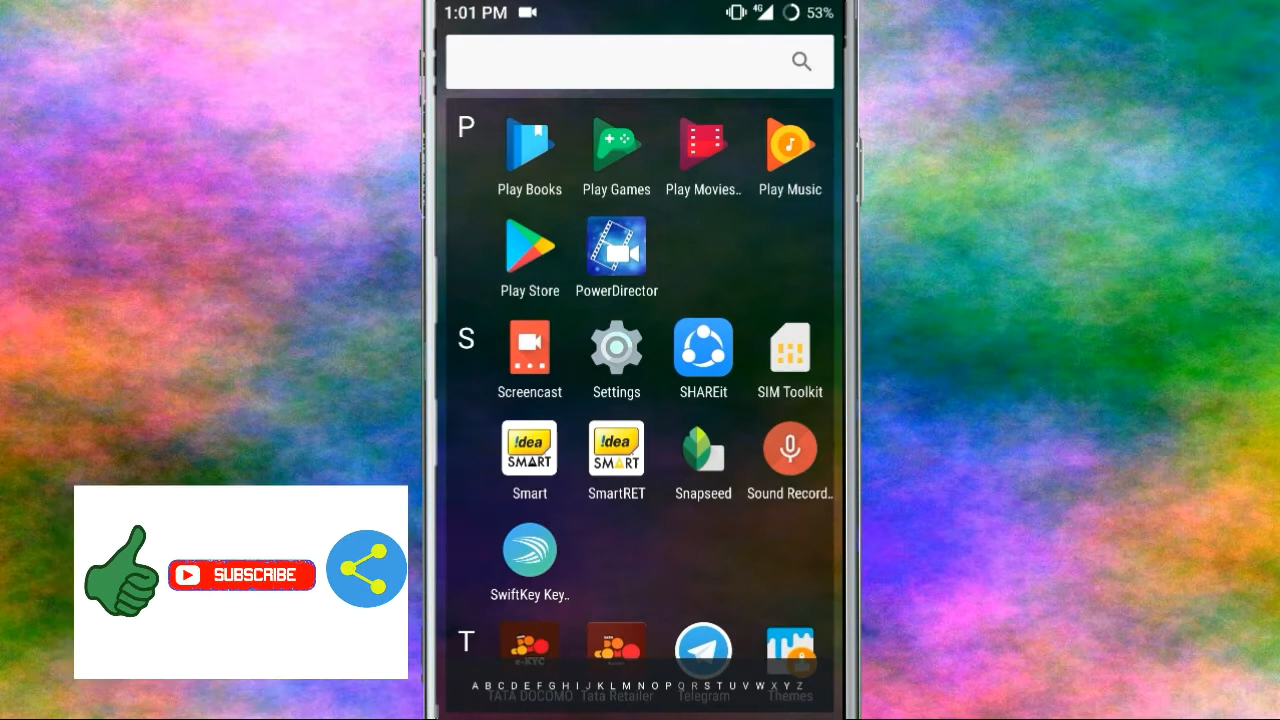 1:01 PM 4G 53%
P
Play Books Play Games Play Movies.. Play Music
Play Store PowerDirector
S
Screencast Settings SHAREit SIM Toolkit
!dea SMART !dea SMART
Smart SmartRET Snapseed Sound Record..
SUBSCRIBE
SwiftKey Key..
T
e-KYC
A B C D E F G H I J K L M N O P Q R S T U V W X Y Z
TATA DOCOMO Tata Retailer Telegram Themes